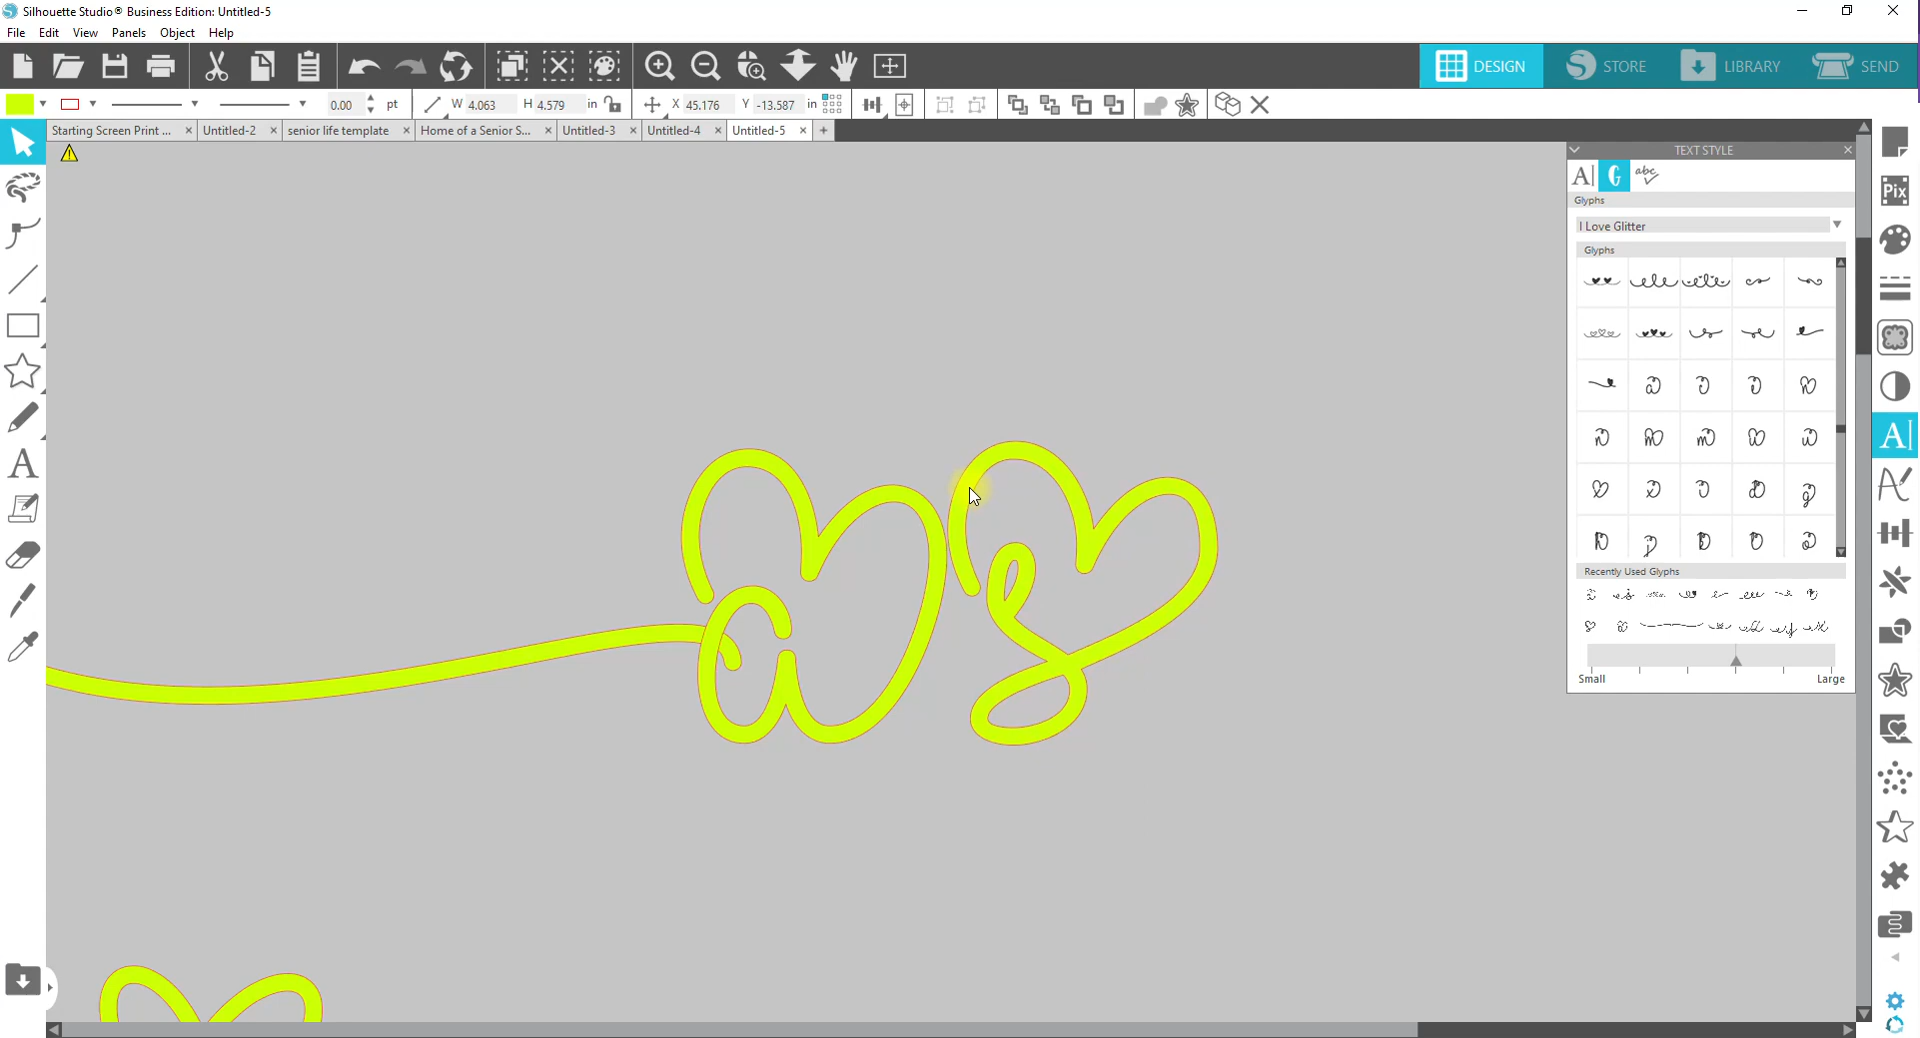 Silhouette Studio® Business Edition: Untitled-5
File Edit View Panels Object Help
DESIGN STORE LIBRARY SEND
0.00 pt W 4.063 H 4.579 in X 45.176 Y -13.587 in
Starting Screen Print ... Untitled-2 senior life template Home of a Senior S... Untitled-3 Untitled-4 Untitled-5
TEXT STYLE
A G abc
Glyphs
I Love Glitter
Glyphs
Pix
A
a s
Recently Used Glyphs
Small Large